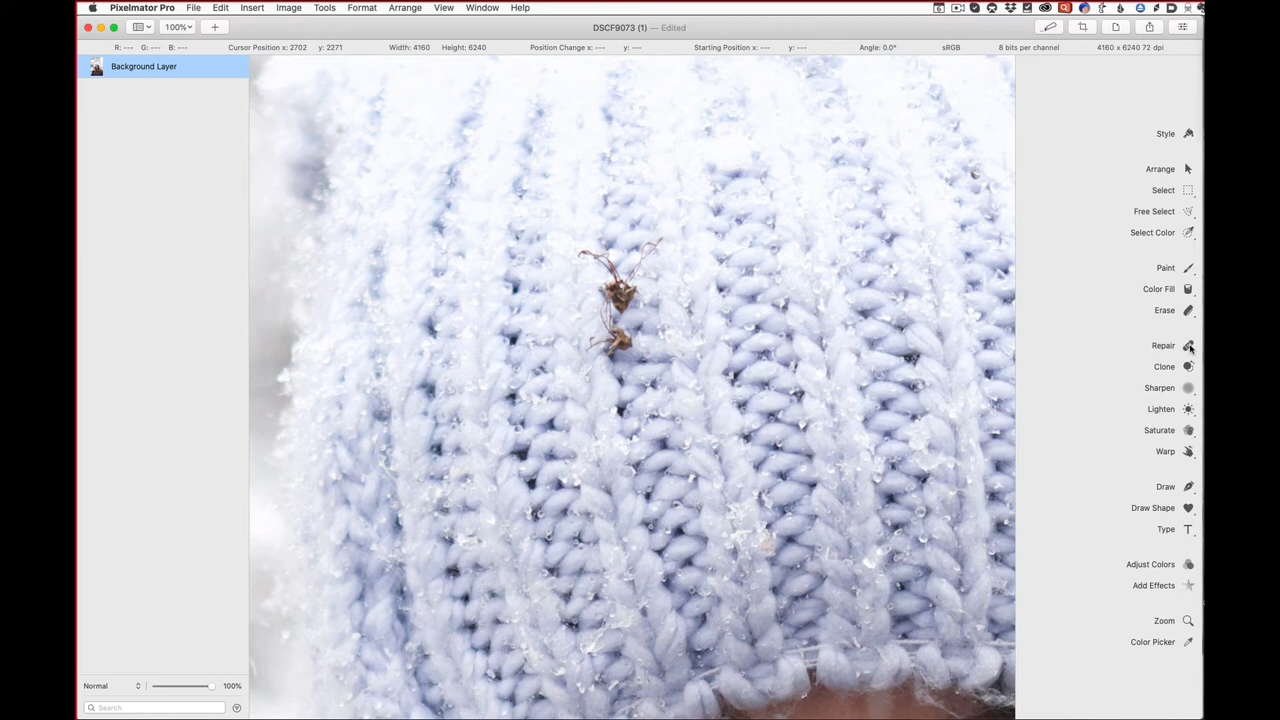 Pixelmator Pro File Edit Insert Image Tools Format Arrange View Window Help
100% DSCF9073 (1) — Edited
R: --- G: --- B: --- Cursor Position x: 2702 y: 2271 Width: 4160 Height: 6240 Position Change x: --- y: --- Starting Position x: --- y: --- Angle: 0.0° sRGB 8 bits per channel 4160 x 6240 72 dpi
Background Layer
Style
Arrange
Select
Free Select
Select Color
Paint
Color Fill
Erase
Repair
Clone
Sharpen
Lighten
Saturate
Warp
Draw
Draw Shape
Type
Adjust Colors
Add Effects
Zoom
Color Picker
Normal 100%
Search